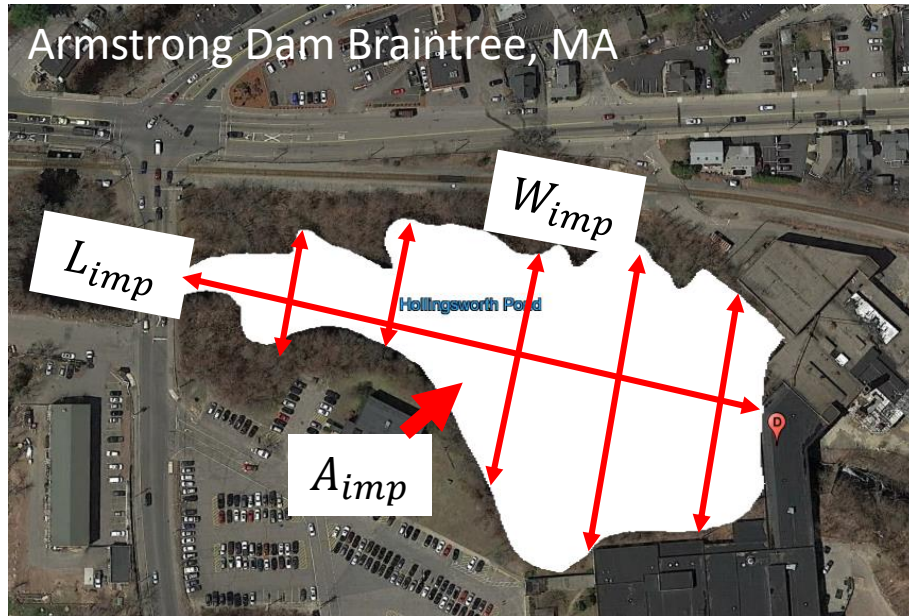 Armstrong Dam Braintree, MA
W_imp
L_imp
Hollingsworth Pond
A_imp
D